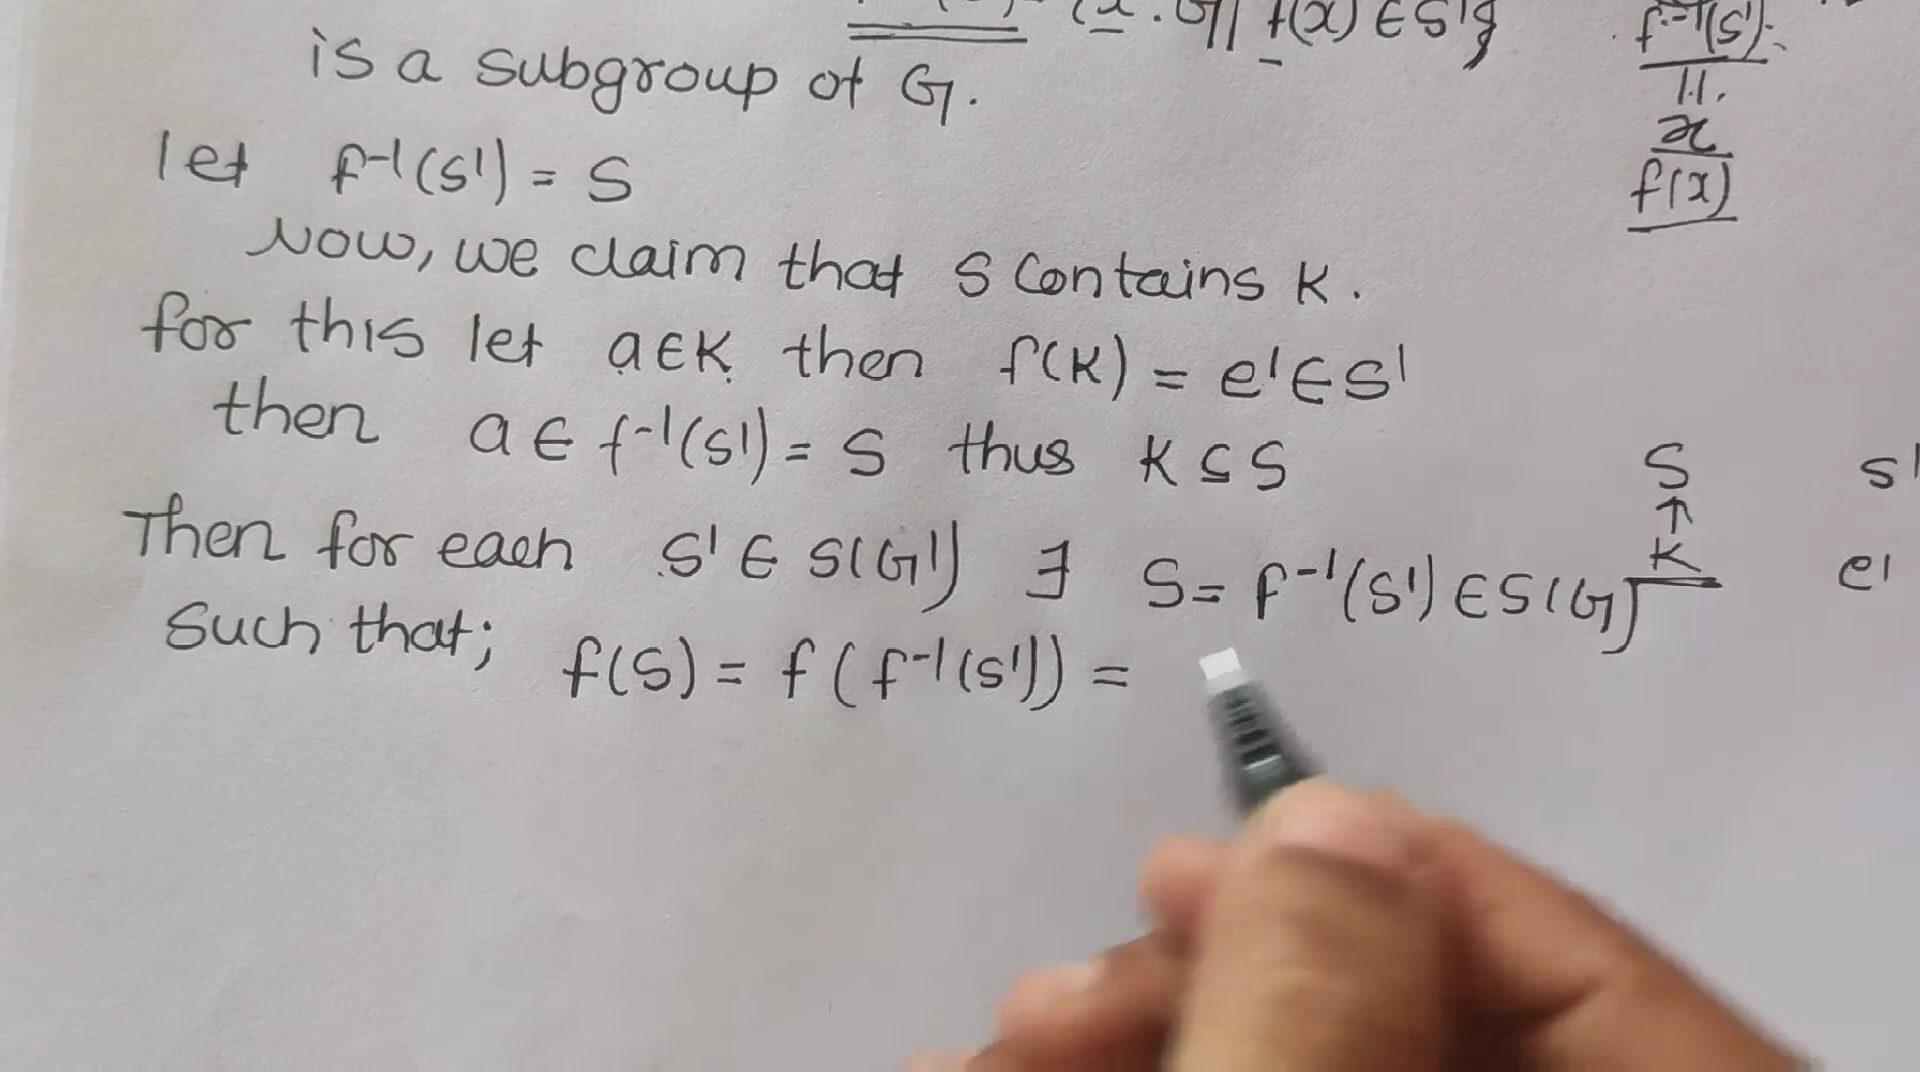 {x . G | f(x) ∈ S'}
is a subgroup of G.
let f⁻¹(S') = S
Now, we claim that S contains K.
for this let a ∈ K then f(K) = e' ∈ S'
then a ∈ f⁻¹(S') = S thus K ⊆ S
Then for each S' ∈ S(G') ∃ S = f⁻¹(S') ∈ S(G)
Such that; f(S) = f(f⁻¹(S')) =
f⁻¹(S')
x
f(x)
S s'
↑
K e'